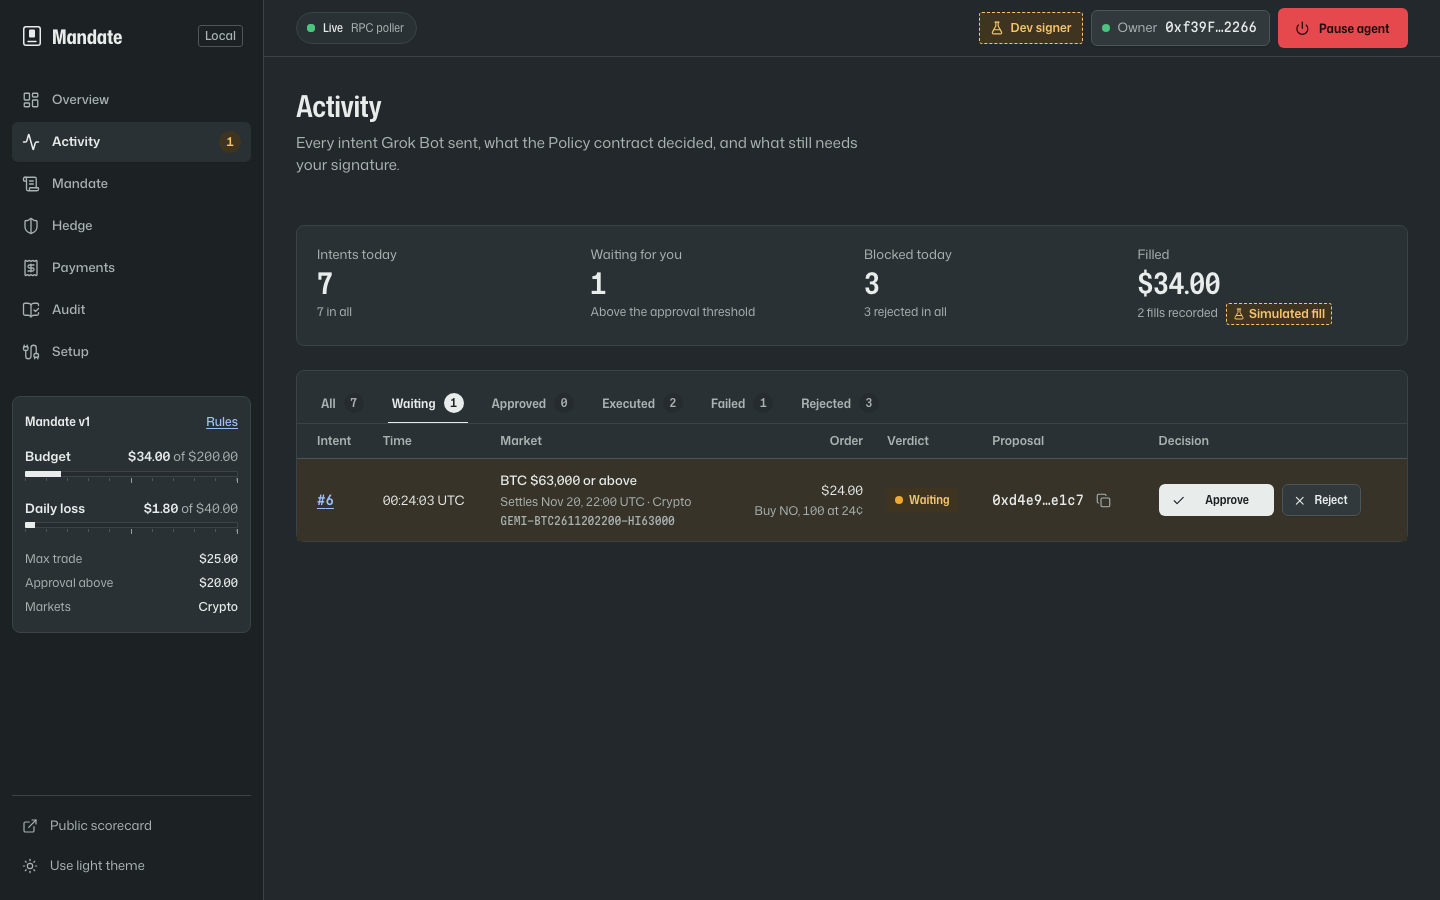 Mandate
Local
Overview
Activity 1
Mandate
Hedge
Payments
Audit
Setup
Mandate v1 Rules
Budget $34.00 of $200.00
Daily loss $1.80 of $40.00
Max trade $25.00
Approval above $20.00
Markets Crypto
Public scorecard
Use light theme
Live RPC poller
Dev signer
Owner 0xf39F…2266
Pause agent
Activity
Every intent Grok Bot sent, what the Policy contract decided, and what still needs
your signature.
Intents today
7
7 in all
Waiting for you
1
Above the approval threshold
Blocked today
3
3 rejected in all
Filled
$34.00
2 fills recorded Simulated fill
All 7 Waiting 1 Approved 0 Executed 2 Failed 1 Rejected 3
Intent Time Market Order Verdict Proposal Decision
#6
00:24:03 UTC
BTC $63,000 or above
Settles Nov 20, 22:00 UTC · Crypto
GEMI-BTC2611202200-HI63000
$24.00
Buy NO, 100 at 24¢
Waiting
0xd4e9…e1c7
Approve
Reject